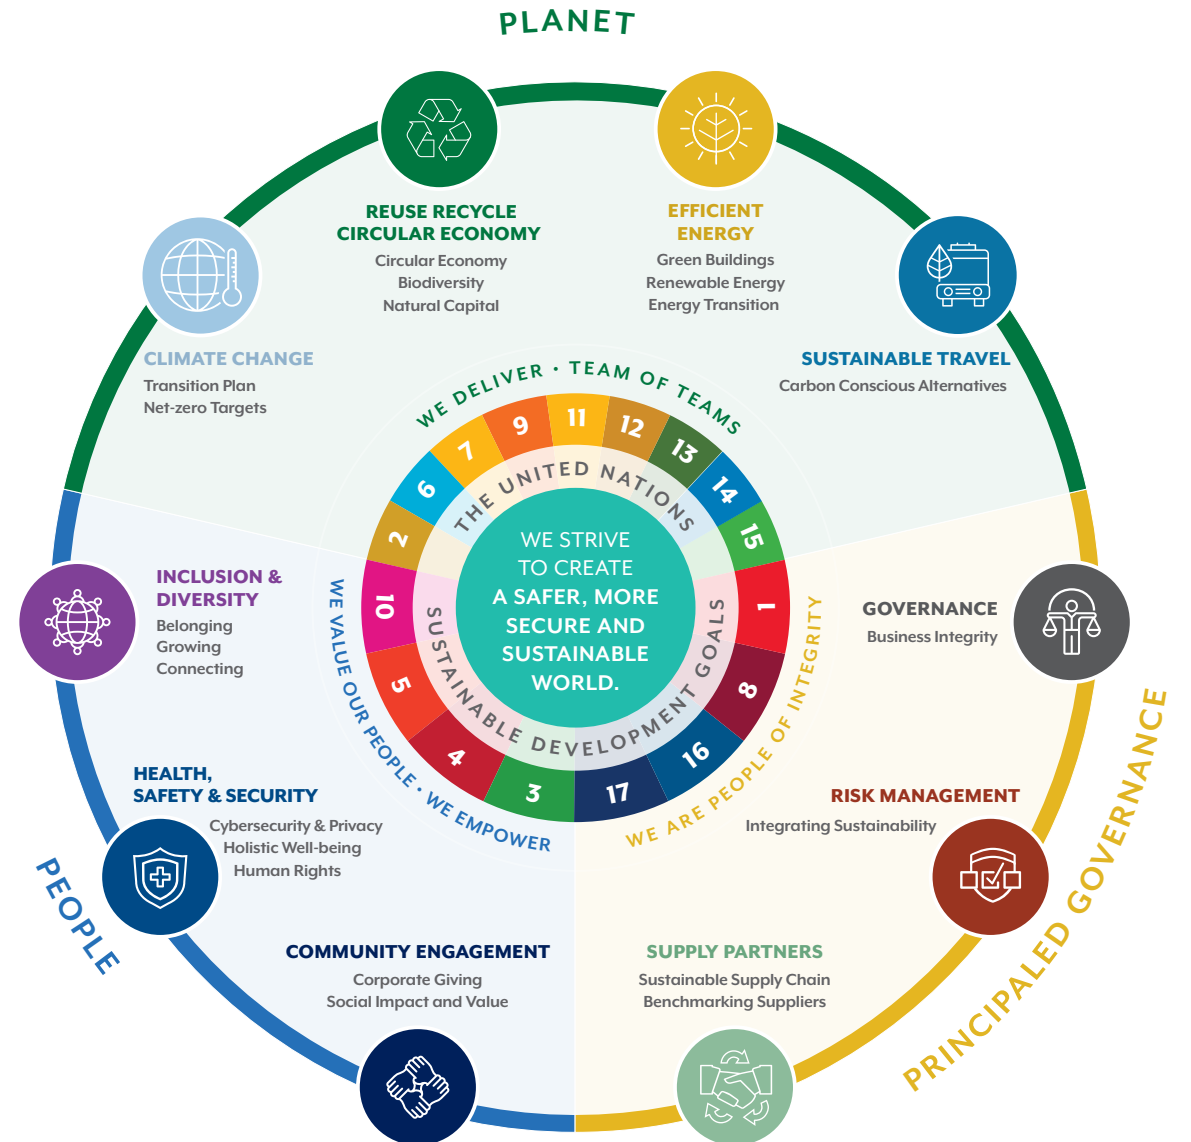 PLANET
REUSE RECYCLE
CIRCULAR ECONOMY
Circular Economy
Biodiversity
Natural Capital
EFFICIENT
ENERGY
Green Buildings
Renewable Energy
Energy Transition
CLIMATE CHANGE
Transition Plan
Net-zero Targets
SUSTAINABLE TRAVEL
Carbon Conscious Alternatives
WE DELIVER • TEAM OF TEAMS
2
6
7
9
11
12
13
14
15
1
8
16
17
3
4
5
10
THE UNITED NATIONS
SUSTAINABLE DEVELOPMENT GOALS
WE STRIVE
TO CREATE
A SAFER, MORE
SECURE AND
SUSTAINABLE
WORLD.
WE VALUE OUR PEOPLE • WE EMPOWER
WE ARE PEOPLE OF INTEGRITY
INCLUSION &
DIVERSITY
Belonging
Growing
Connecting
GOVERNANCE
Business Integrity
HEALTH,
SAFETY & SECURITY
Cybersecurity & Privacy
Holistic Well-being
Human Rights
RISK MANAGEMENT
Integrating Sustainability
PEOPLE
PRINCIPALED GOVERNANCE
COMMUNITY ENGAGEMENT
Corporate Giving
Social Impact and Value
SUPPLY PARTNERS
Sustainable Supply Chain
Benchmarking Suppliers